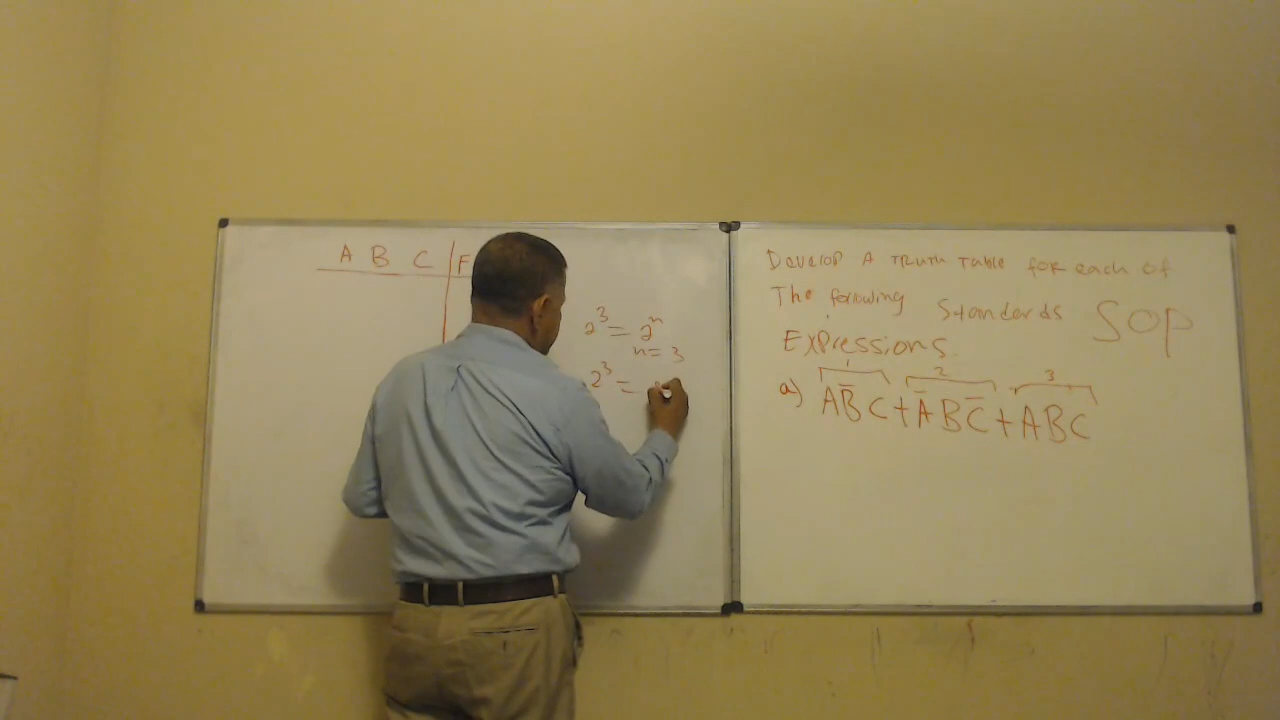 A B C F
2³ = 2ⁿ
n = 3
2³ =
Develop A Truth Table for each of
The following Standards SOP
Expressions.
1 2 3
a) AB̅C + A̅BC̅ + ABC